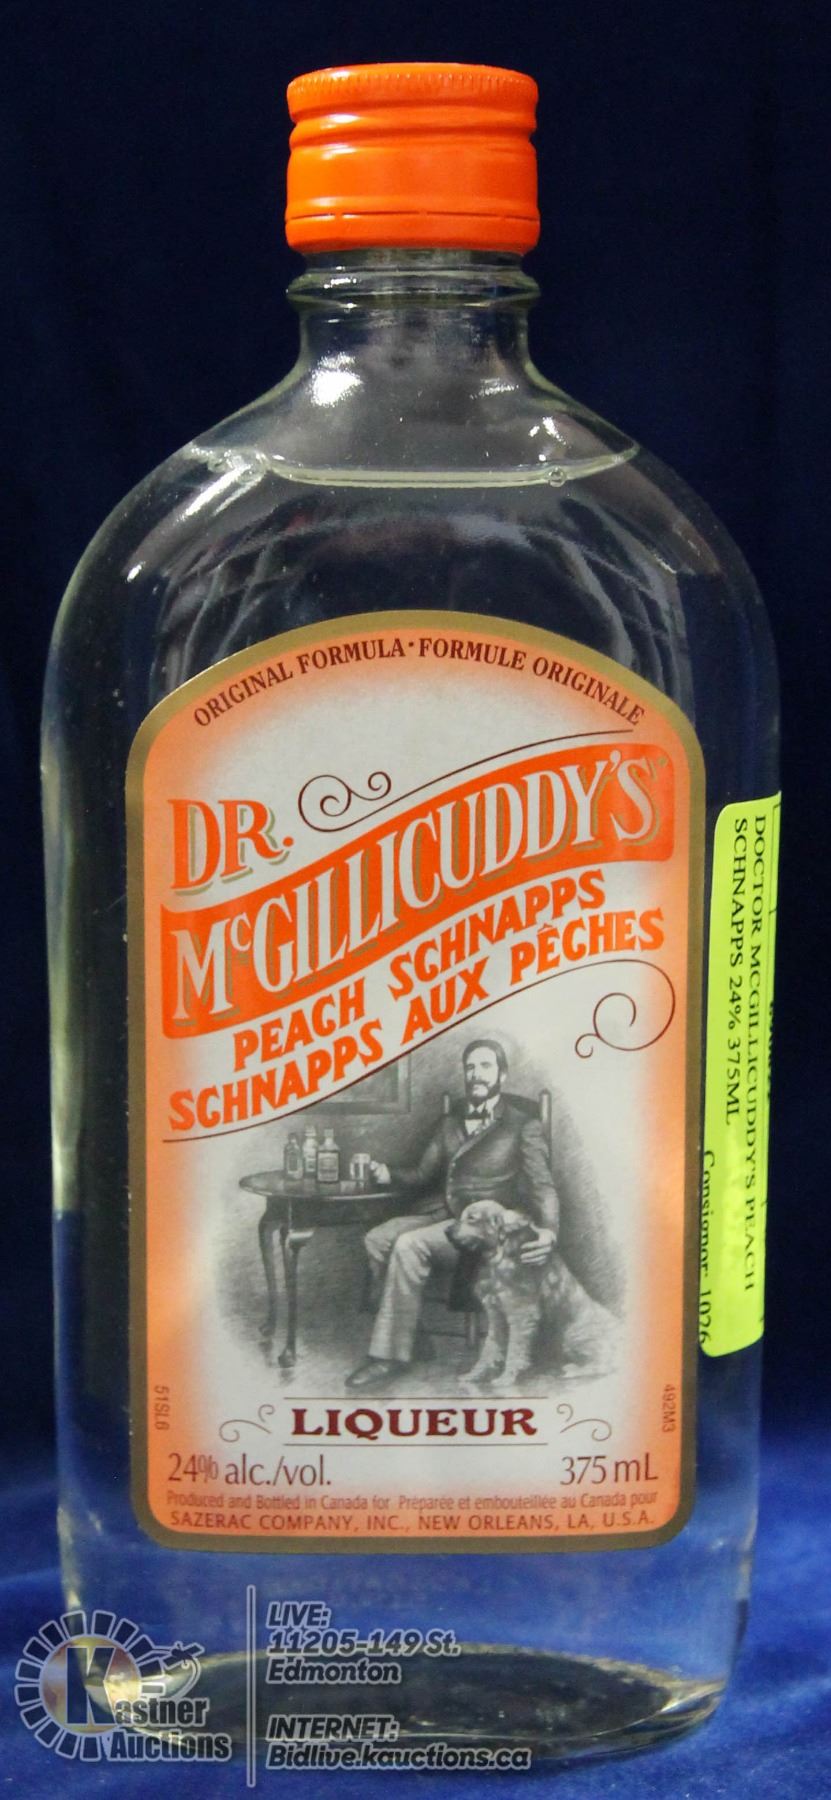 ORIGINAL FORMULA · FORMULE ORIGINALE
DR.
McGILLICUDDY'S
PEACH SCHNAPPS
SCHNAPPS AUX PÊCHES
LIQUEUR
24% alc./vol. 375 mL
Produced and Bottled in Canada for Préparée et embouteillée au Canada pour
SAZERAC COMPANY, INC., NEW ORLEANS, LA, U.S.A.
51SL6
492M3
DOCTOR MCGILLICUDDY'S PEACH
SCHNAPPS 24% 375ML
Consignor: 1026
Kastner
Auctions
LIVE:
11205-149 St.
Edmonton
INTERNET:
Bidlive.kauctions.ca